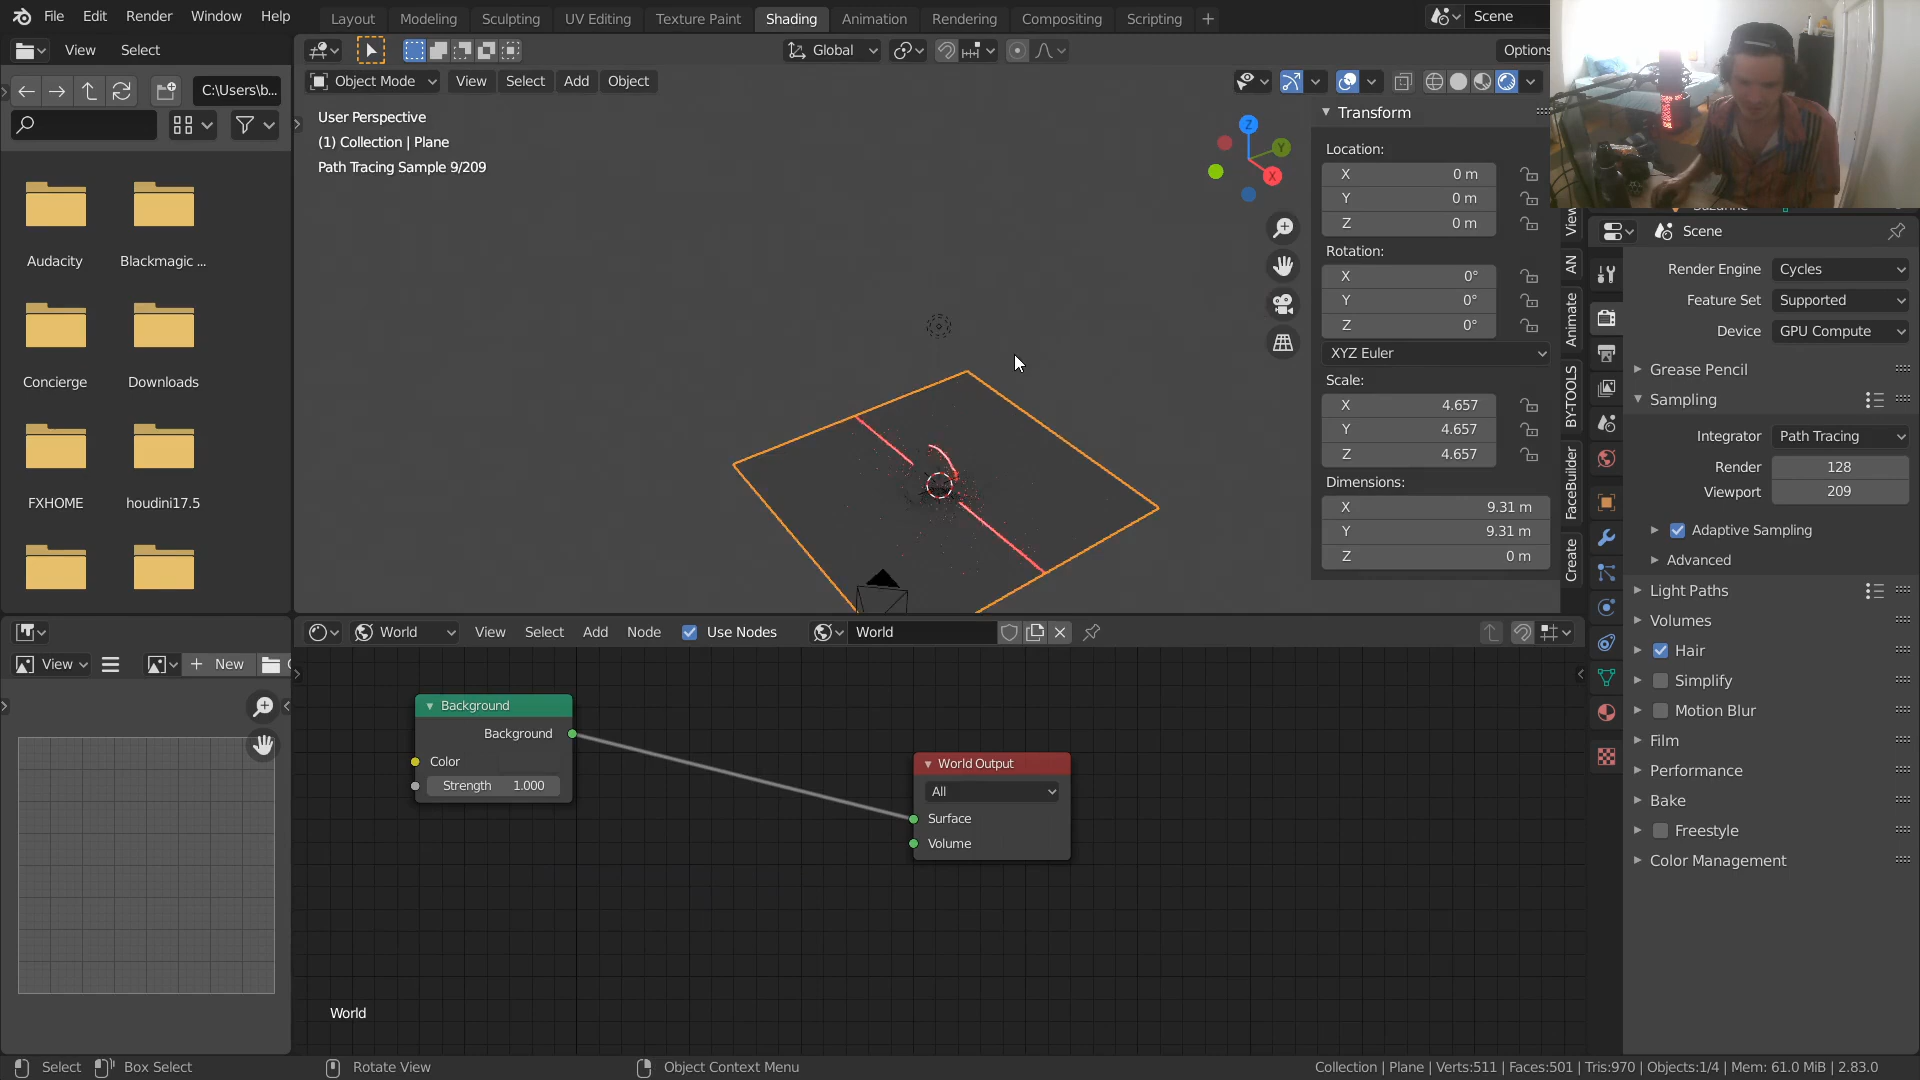 File Edit Render Window Help
Layout Modeling Sculpting UV Editing Texture Paint Shading Animation Rendering Compositing Scripting
Scene
View Select
Global
Options
C:\Users\b...
Object Mode View Select Add Object
User Perspective
(1) Collection | Plane
Path Tracing Sample 9/209
Z
Y
X
Audacity
Blackmagic ...
Concierge
Downloads
FXHOME
houdini17.5
Transform
Location:
X 0 m
Y 0 m
Z 0 m
Rotation:
X 0°
Y 0°
Z 0°
XYZ Euler
Scale:
X 4.657
Y 4.657
Z 4.657
Dimensions:
X 9.31 m
Y 9.31 m
Z 0 m
View
AN
Animate
BY-TOOLS
FaceBuilder
Create
Scene
Render Engine Cycles
Feature Set Supported
Device GPU Compute
Grease Pencil
Sampling
Integrator Path Tracing
Render 128
Viewport 209
Adaptive Sampling
Advanced
Light Paths
Volumes
Hair
Simplify
Motion Blur
Film
Performance
Bake
Freestyle
Color Management
View
New
World View Select Add Node Use Nodes World
Background
Background
Color
Strength 1.000
World Output
All
Surface
Volume
World
Select Box Select Rotate View Object Context Menu
Collection | Plane | Verts:511 | Faces:501 | Tris:970 | Objects:1/4 | Mem: 61.0 MiB | 2.83.0